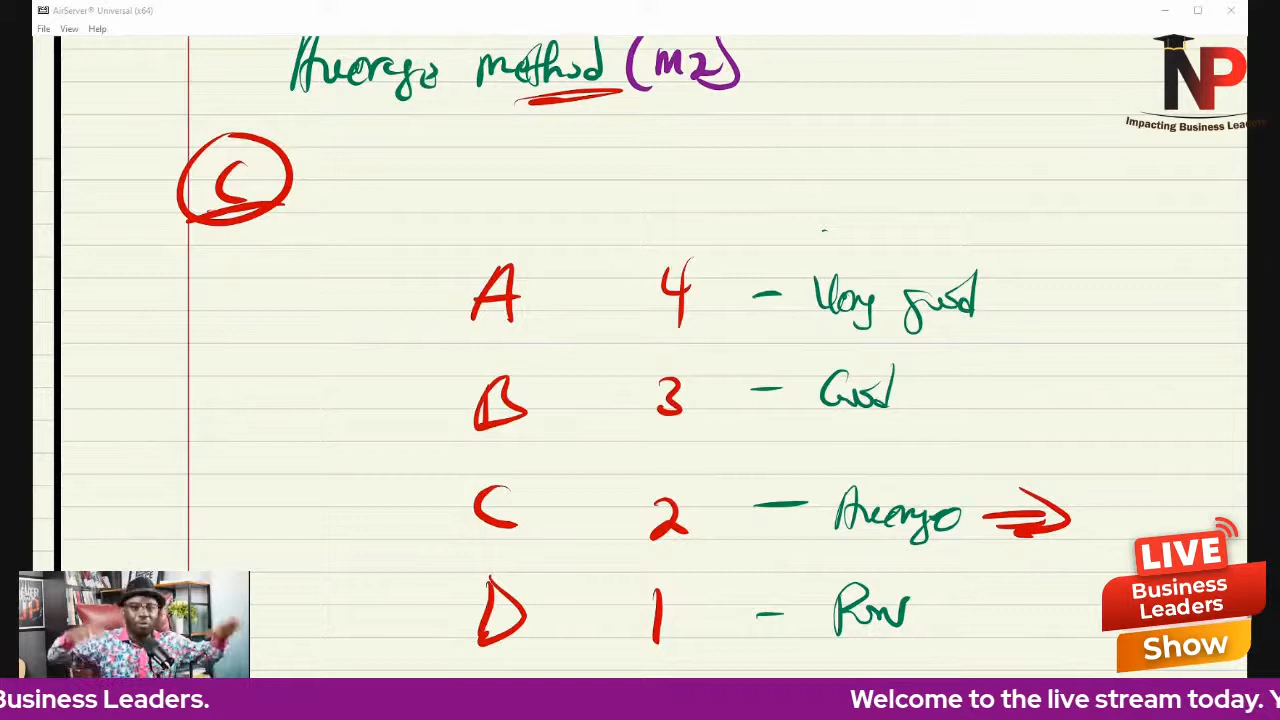 AirServer® Universal (x64)
File View Help
Average method (M2)
NP
Impacting Business Leaders
C
A 4 - Very good
B 3 - Good
C 2 - Average ⇒
D 1 - Poor
LIVE
Business
Leaders
Show
Business Leaders. Welcome to the live stream today. Y